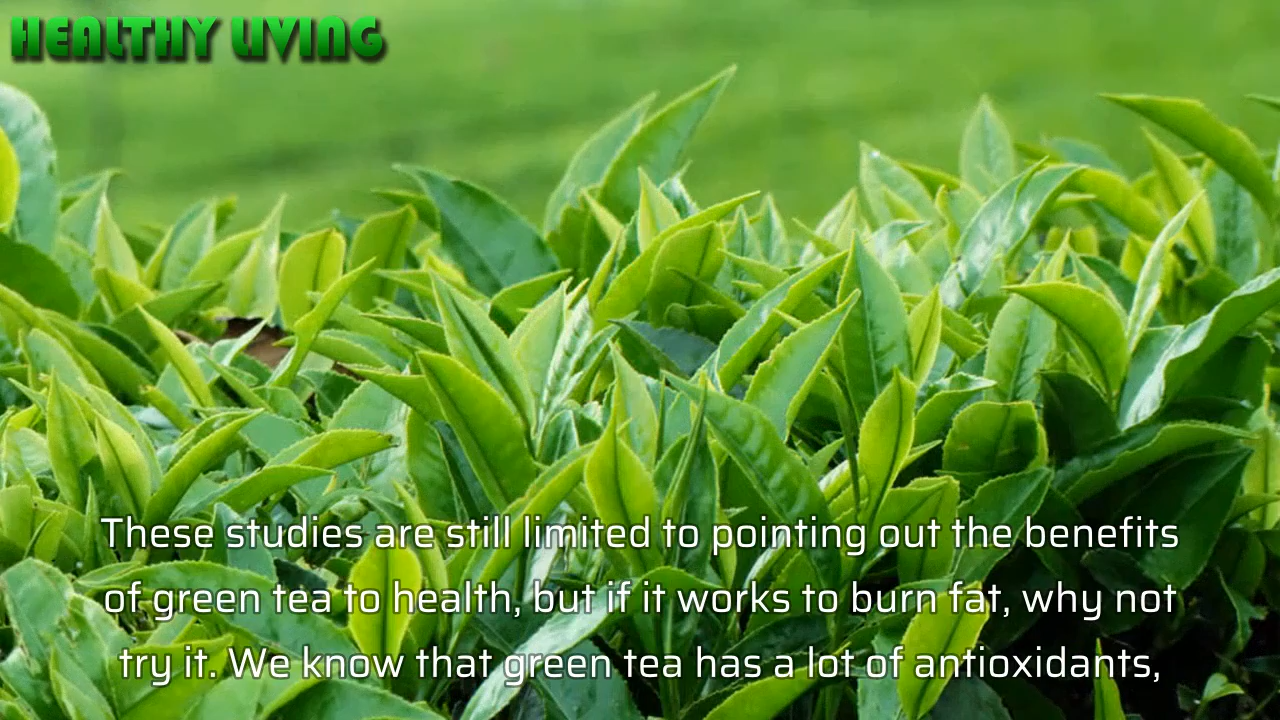 HEALTHY LIVING
These studies are still limited to pointing out the benefits
of green tea to health, but if it works to burn fat, why not
try it. We know that green tea has a lot of antioxidants,